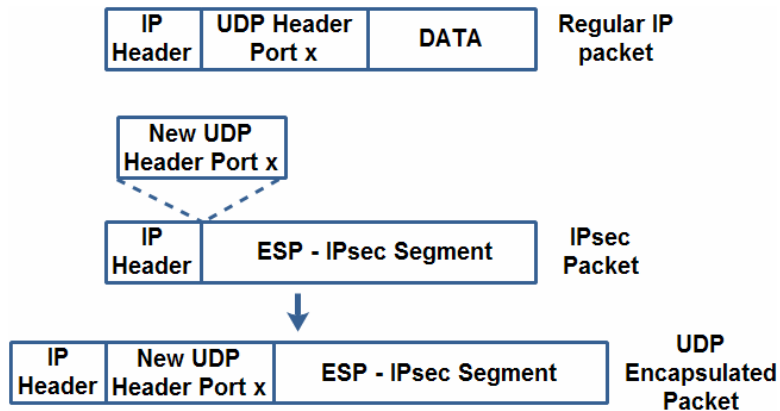 IP
Header
UDP Header
Port x
DATA
Regular IP
packet
New UDP
Header Port x
IP
Header
ESP - IPsec Segment
IPsec
Packet
IP
Header
New UDP
Header Port x
ESP - IPsec Segment
UDP
Encapsulated
Packet